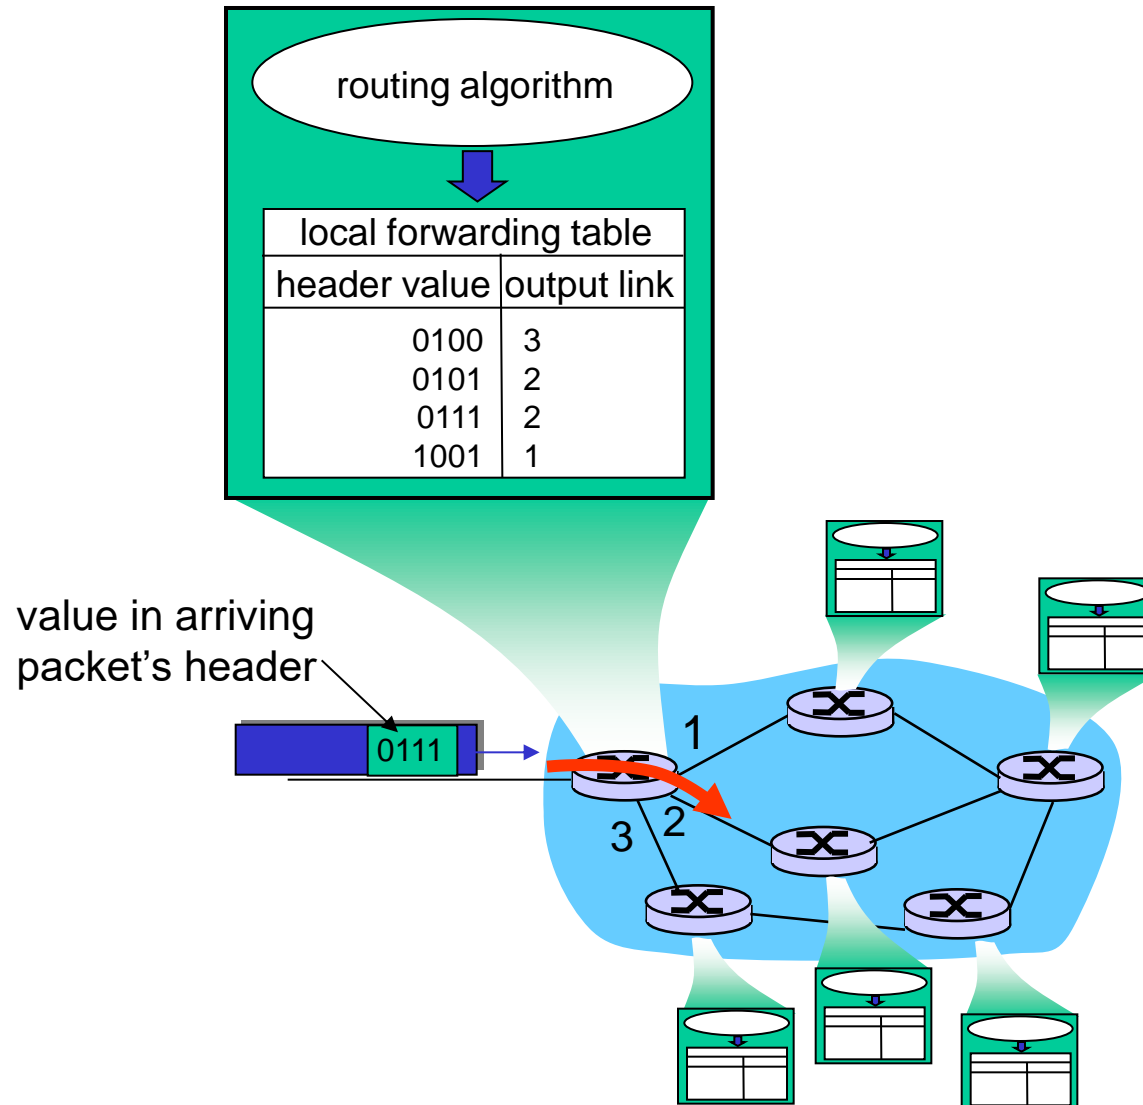 routing algorithm
local forwarding table
header value output link
0100 3
0101 2
0111 2
1001 1
value in arriving
packet's header
0111
1
2
3